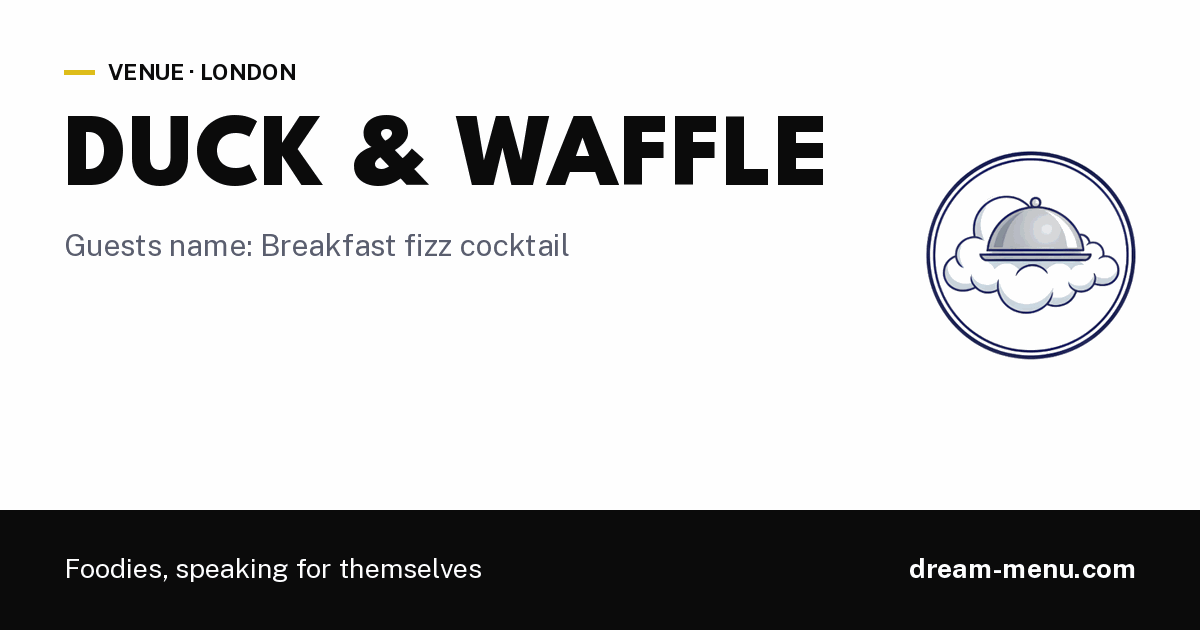 VENUE · LONDON
DUCK & WAFFLE
Guests name: Breakfast fizz cocktail
Foodies, speaking for themselves
dream-menu.com